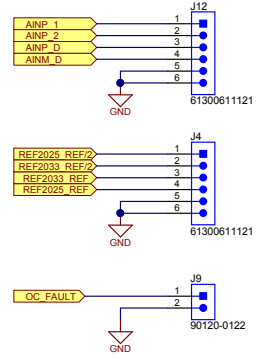 J12
AINP_1 1
AINP_2 2
AINP_D 3
AINM_D 4
5
6
61300611121
GND
J4
REF2025_REF/2 1
REF2033_REF/2 2
REF2033_REF 3
REF2025_REF 4
5
6
61300611121
GND
J9
OC_FAULT 1
2
90120-0122
GND